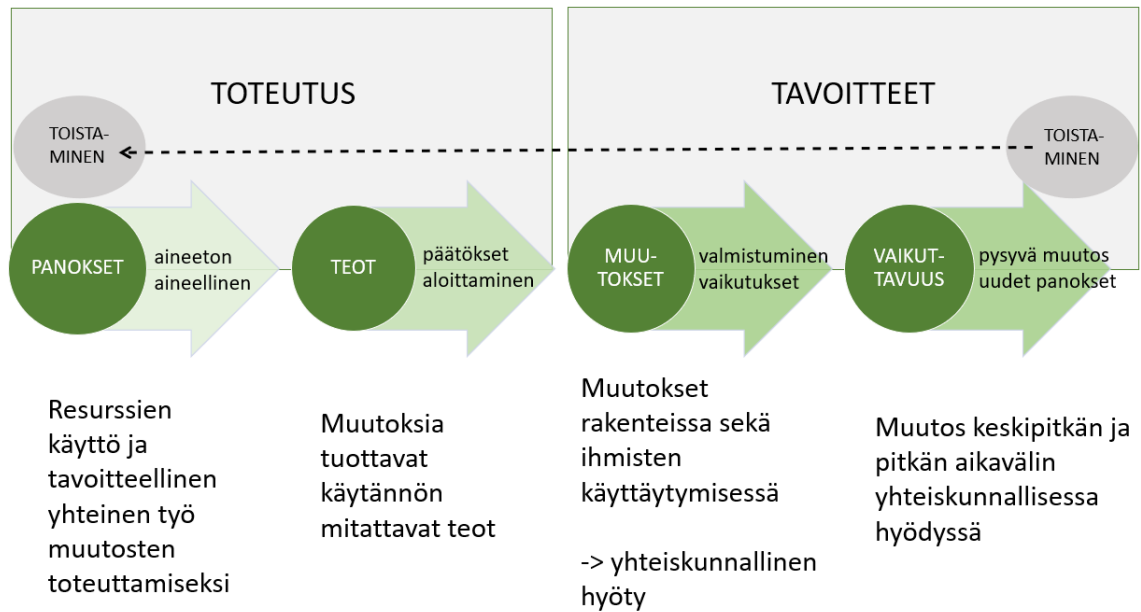 TOTEUTUS
TAVOITTEET
TOISTA-
MINEN
TOISTA-
MINEN
PANOKSET
aineeton
aineellinen
TEOT
päätökset
aloittaminen
MUU-
TOKSET
valmistuminen
vaikutukset
VAIKUT-
TAVUUS
pysyvä muutos
uudet panokset
Resurssien
käyttö ja
tavoitteellinen
yhteinen työ
muutosten
toteuttamiseksi
Muutoksia
tuottavat
käytännön
mitattavat teot
Muutokset
rakenteissa sekä
ihmisten
käyttäytymisessä
-> yhteiskunnallinen
hyöty
Muutos keskipitkän ja
pitkän aikavälin
yhteiskunnallisessa
hyödyssä